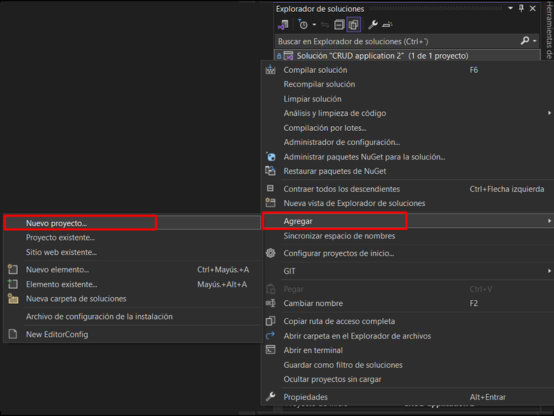 Explorador de soluciones
Buscar en Explorador de soluciones (Ctrl+´)
Solución "CRUD application 2" (1 de 1 proyecto)
Compilar solución F6
Recompilar solución
Limpiar solución
Análisis y limpieza de código
Compilación por lotes...
Administrador de configuración...
Administrar paquetes NuGet para la solución...
Restaurar paquetes de NuGet
Contraer todos los descendientes Ctrl+Flecha izquierda
Nueva vista de Explorador de soluciones
Agregar
Sincronizar espacio de nombres
Configurar proyectos de inicio...
GIT
Pegar Ctrl+V
Cambiar nombre F2
Copiar ruta de acceso completa
Abrir carpeta en el Explorador de archivos
Abrir en terminal
Guardar como filtro de soluciones
Ocultar proyectos sin cargar
Propiedades Alt+Entrar
Nuevo proyecto...
Proyecto existente...
Sitio web existente...
Nuevo elemento... Ctrl+Mayús.+A
Elemento existente... Mayús.+Alt+A
Nueva carpeta de soluciones
Archivo de configuración de la instalación
New EditorConfig
Herramientas de